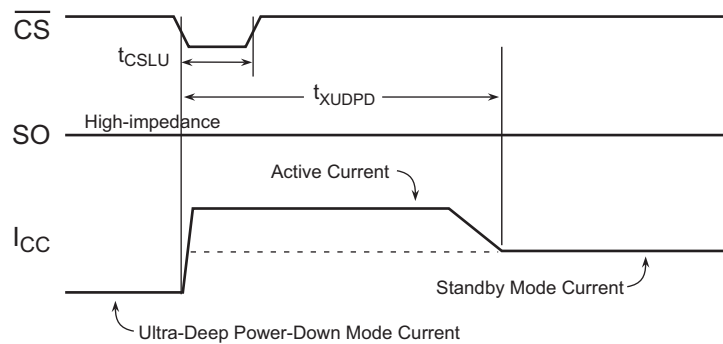 CS
tCSLU
tXUDPD
High-impedance
SO
Active Current
ICC
Standby Mode Current
Ultra-Deep Power-Down Mode Current